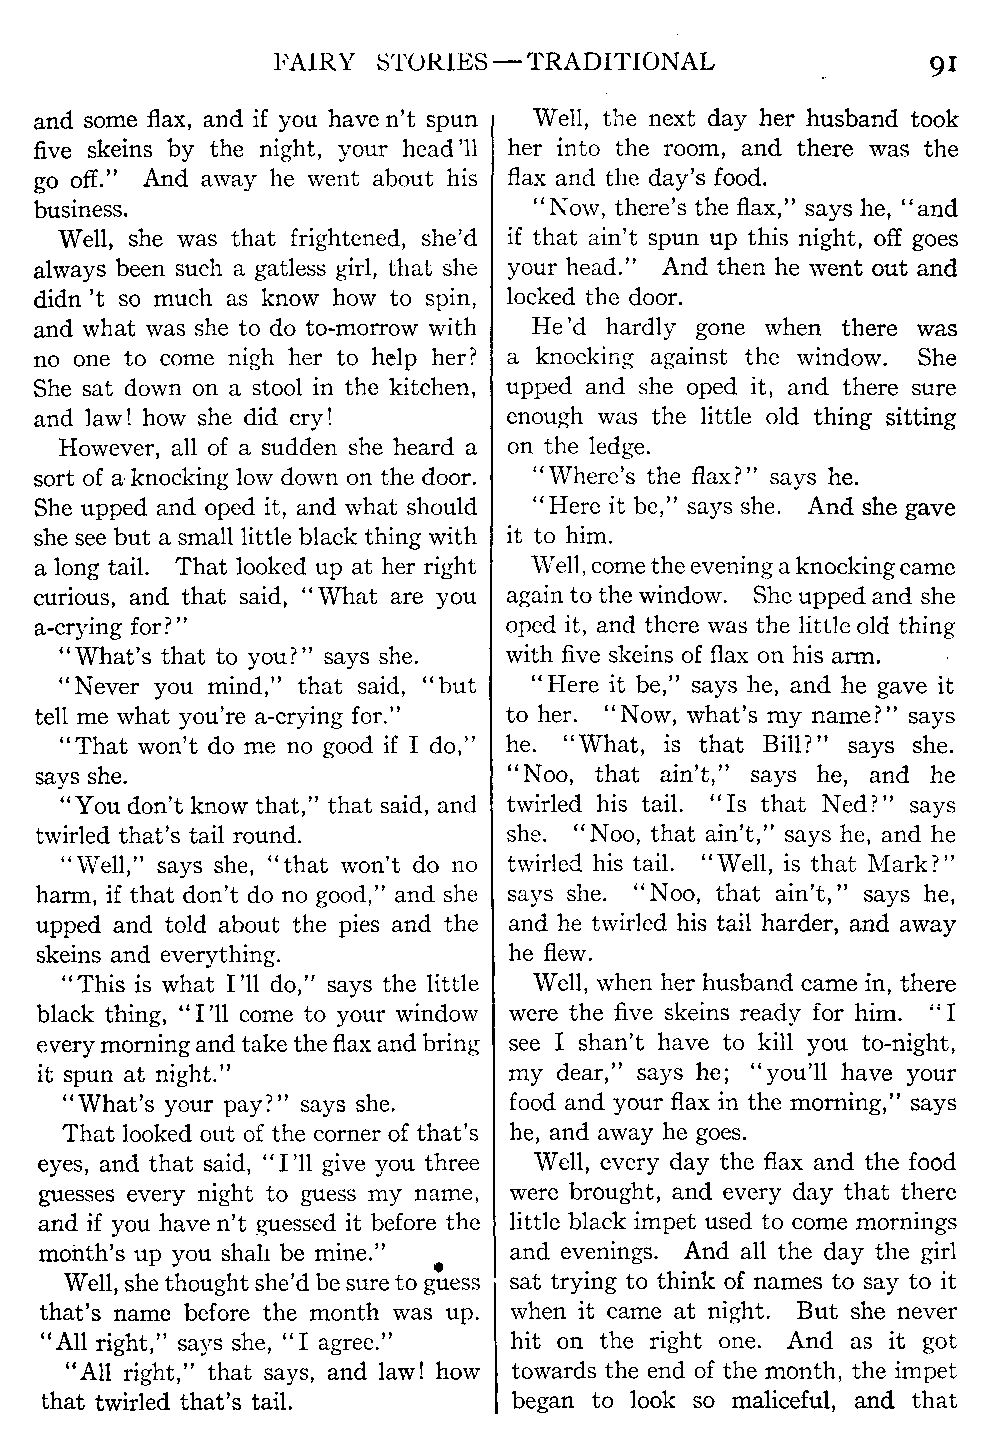 FAIRY STORIES—TRADITIONAL 91
and some flax, and if you have n't spun
five skeins by the night, your head 'll
go off." And away he went about his
business.
Well, she was that frightened, she'd
always been such a gatless girl, that she
didn 't so much as know how to spin,
and what was she to do to-morrow with
no one to come nigh her to help her?
She sat down on a stool in the kitchen,
and law! how she did cry!
However, all of a sudden she heard a
sort of a knocking low down on the door.
She upped and oped it, and what should
she see but a small little black thing with
a long tail. That looked up at her right
curious, and that said, "What are you
a-crying for?"
"What's that to you?" says she.
"Never you mind," that said, "but
tell me what you're a-crying for."
"That won't do me no good if I do,"
says she.
"You don't know that," that said, and
twirled that's tail round.
"Well," says she, "that won't do no
harm, if that don't do no good," and she
upped and told about the pies and the
skeins and everything.
"This is what I 'll do," says the little
black thing, "I 'll come to your window
every morning and take the flax and bring
it spun at night."
"What's your pay?" says she.
That looked out of the corner of that's
eyes, and that said, "I 'll give you three
guesses every night to guess my name,
and if you have n't guessed it before the
month's up you shall be mine."
Well, she thought she'd be sure to guess
that's name before the month was up.
"All right," says she, "I agree."
"All right," that says, and law! how
that twirled that's tail.
Well, the next day her husband took
her into the room, and there was the
flax and the day's food.
"Now, there's the flax," says he, "and
if that ain't spun up this night, off goes
your head." And then he went out and
locked the door.
He 'd hardly gone when there was
a knocking against the window. She
upped and she oped it, and there sure
enough was the little old thing sitting
on the ledge.
"Where's the flax?" says he.
"Here it be," says she. And she gave
it to him.
Well, come the evening a knocking came
again to the window. She upped and she
oped it, and there was the little old thing
with five skeins of flax on his arm.
"Here it be," says he, and he gave it
to her. "Now, what's my name?" says
he. "What, is that Bill?" says she.
"Noo, that ain't," says he, and he
twirled his tail. "Is that Ned?" says
she. "Noo, that ain't," says he, and he
twirled his tail. "Well, is that Mark?"
says she. "Noo, that ain't," says he,
and he twirled his tail harder, and away
he flew.
Well, when her husband came in, there
were the five skeins ready for him. "I
see I shan't have to kill you to-night,
my dear," says he; "you'll have your
food and your flax in the morning," says
he, and away he goes.
Well, every day the flax and the food
were brought, and every day that there
little black impet used to come mornings
and evenings. And all the day the girl
sat trying to think of names to say to it
when it came at night. But she never
hit on the right one. And as it got
towards the end of the month, the impet
began to look so maliceful, and that